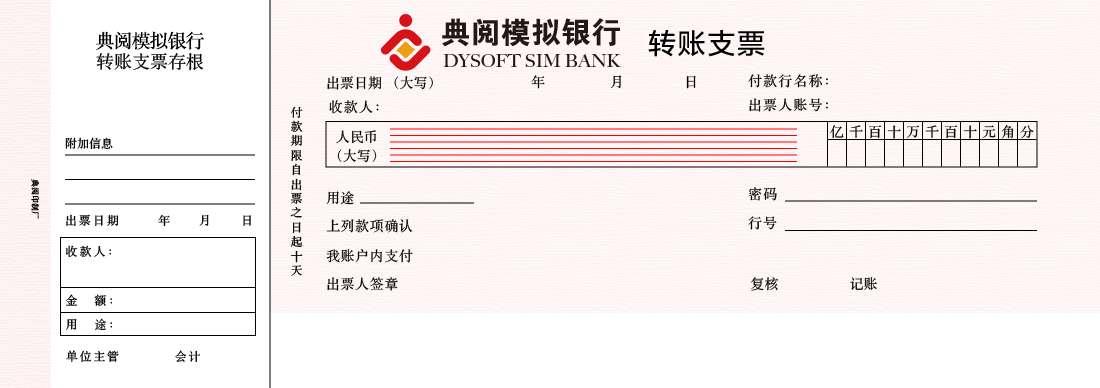 典阅模拟银行
转账支票存根
附加信息
出票日期 年 月 日
收款人：
金 额：
用 途：
单位主管 会计
典阅印制厂
典阅模拟银行
DYSOFT SIM BANK
转账支票
出票日期（大写） 年 月 日 付款行名称：
收款人： 出票人账号：
付款期限自出票之日起十天
人民币
（大写）
亿 千 百 十 万 千 百 十 元 角 分
用途 密码
上列款项确认 行号
我账户内支付
出票人签章 复核 记账